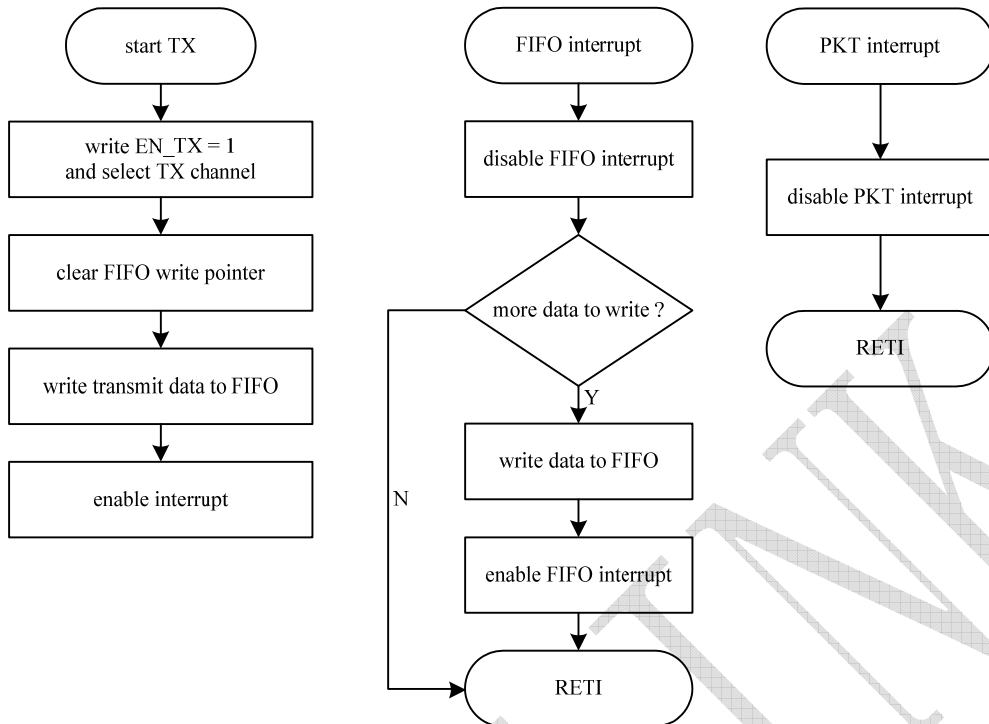 start TX
write EN_TX = 1
and select TX channel
clear FIFO write pointer
write transmit data to FIFO
enable interrupt
FIFO interrupt
disable FIFO interrupt
more data to write ?
Y
N
write data to FIFO
enable FIFO interrupt
RETI
PKT interrupt
disable PKT interrupt
RETI